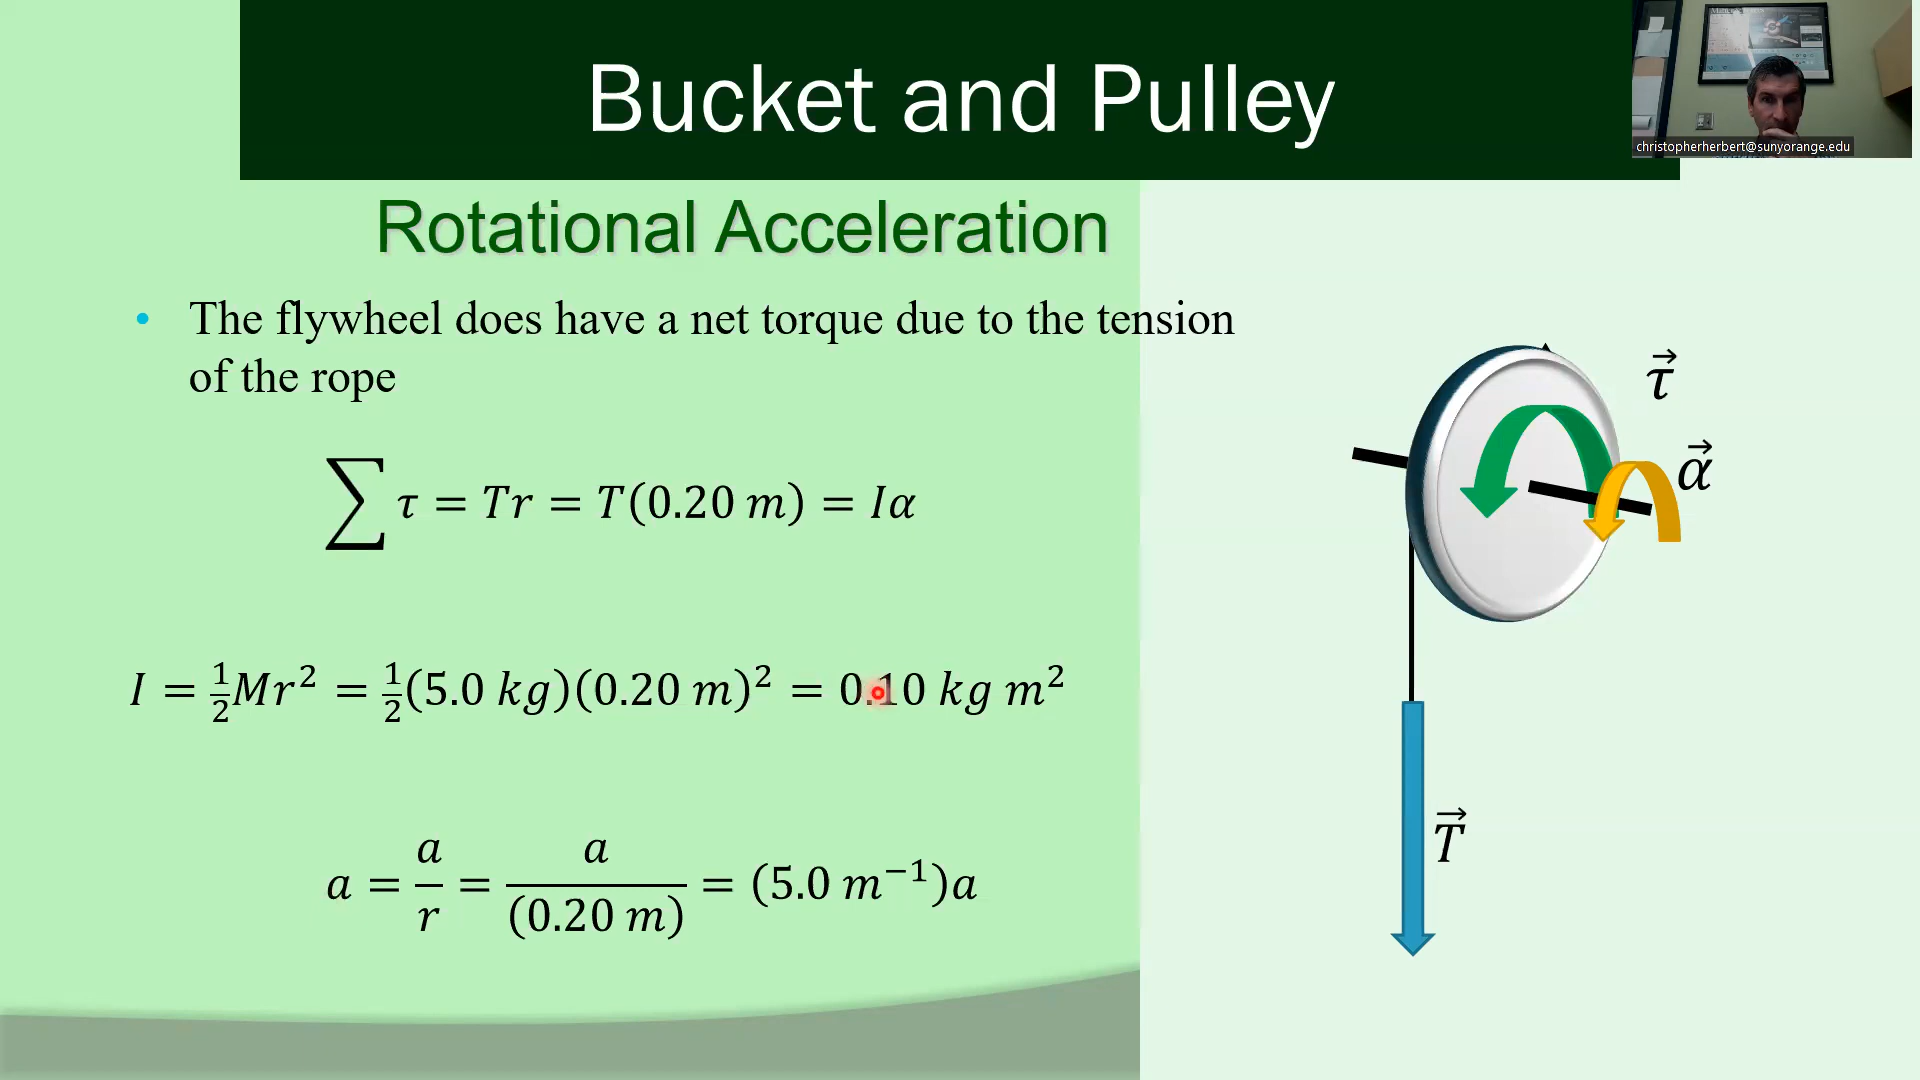 Bucket and Pulley
christopherherbert@sunyorange.edu
Rotational Acceleration
• The flywheel does have a net torque due to the tension
of the rope
∑ τ = Tr = T(0.20 m) = Iα
I = ½Mr² = ½(5.0 kg)(0.20 m)² = 0.10 kg m²
a = a/r = a/(0.20 m) = (5.0 m⁻¹)a
τ⃗
α⃗
T⃗